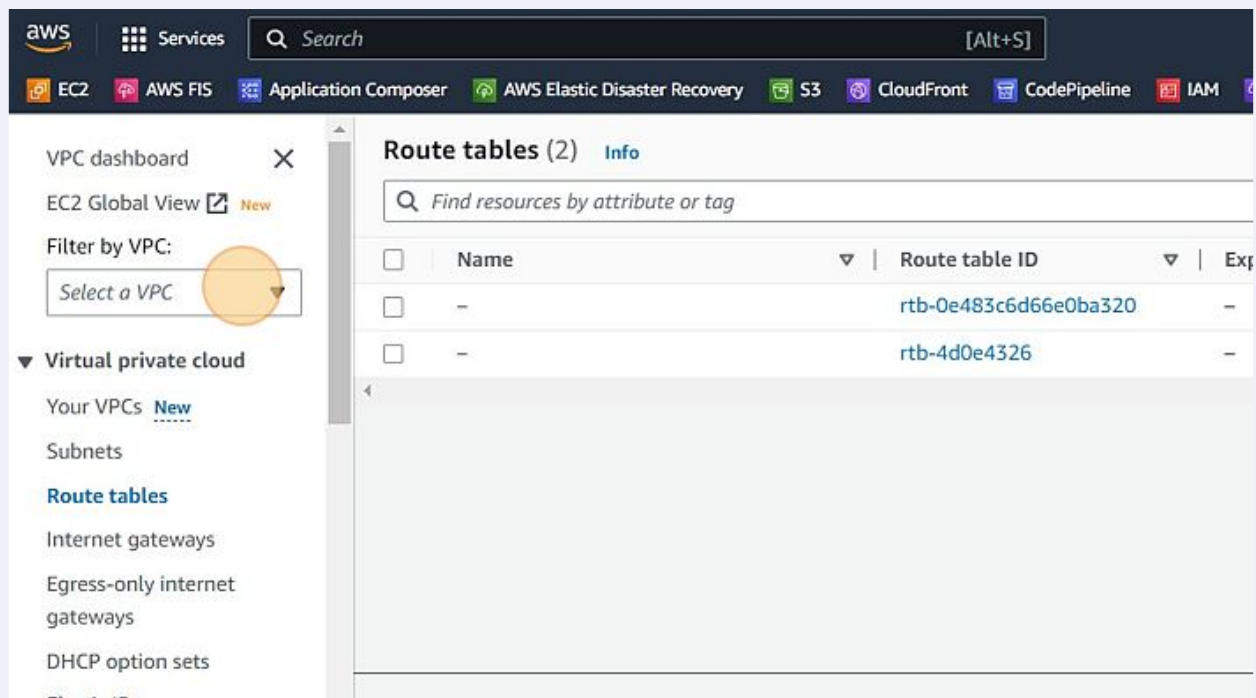 aws Services Search [Alt+S]
EC2 AWS FIS Application Composer AWS Elastic Disaster Recovery S3 CloudFront CodePipeline IAM
VPC dashboard
EC2 Global View New
Filter by VPC:
Select a VPC
Virtual private cloud
Your VPCs New
Subnets
Route tables
Internet gateways
Egress-only internet
gateways
DHCP option sets
Route tables (2) Info
Find resources by attribute or tag
Name Route table ID Exp
– rtb-0e483c6d66e0ba320 –
– rtb-4d0e4326 –